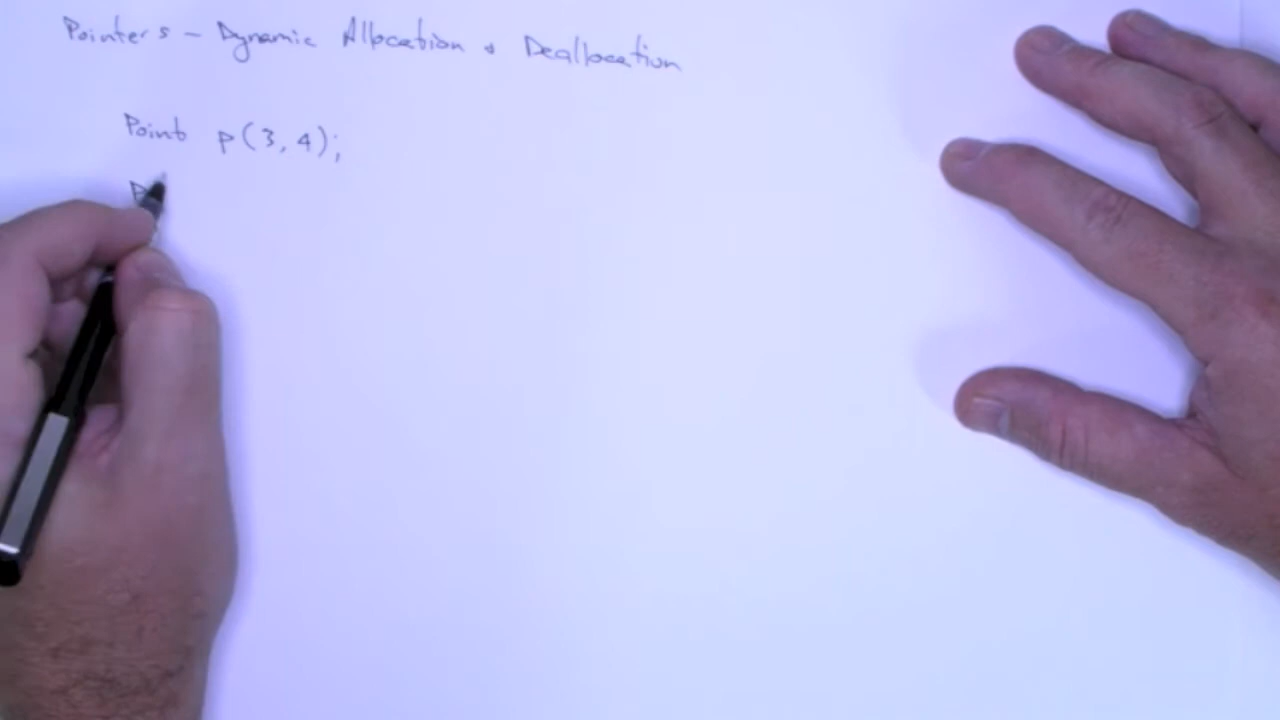 Pointers - Dynamic Allocation & Deallocation
Point p(3,4);